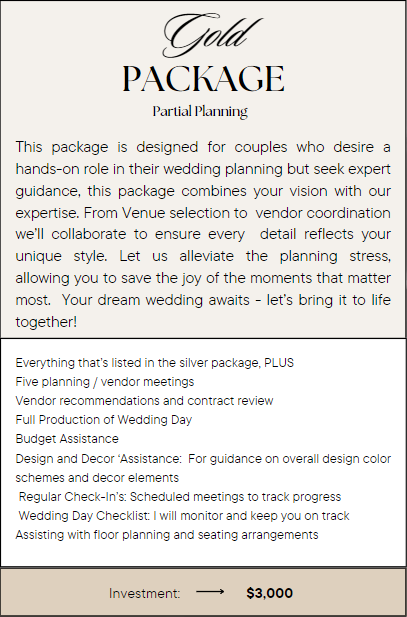 Gold
PACKAGE
Partial Planning
This package is designed for couples who desire a
hands-on role in their wedding planning but seek expert
guidance, this package combines your vision with our
expertise. From Venue selection to vendor coordination
we'll collaborate to ensure every detail reflects your
unique style. Let us alleviate the planning stress,
allowing you to save the joy of the moments that matter
most. Your dream wedding awaits - let's bring it to life
together!
Everything that's listed in the silver package, PLUS
Five planning / vendor meetings
Vendor recommendations and contract review
Full Production of Wedding Day
Budget Assistance
Design and Decor 'Assistance: For guidance on overall design color
schemes and decor elements
Regular Check-In's: Scheduled meetings to track progress
Wedding Day Checklist: I will monitor and keep you on track
Assisting with floor planning and seating arrangements
Investment: ⟶ $3,000